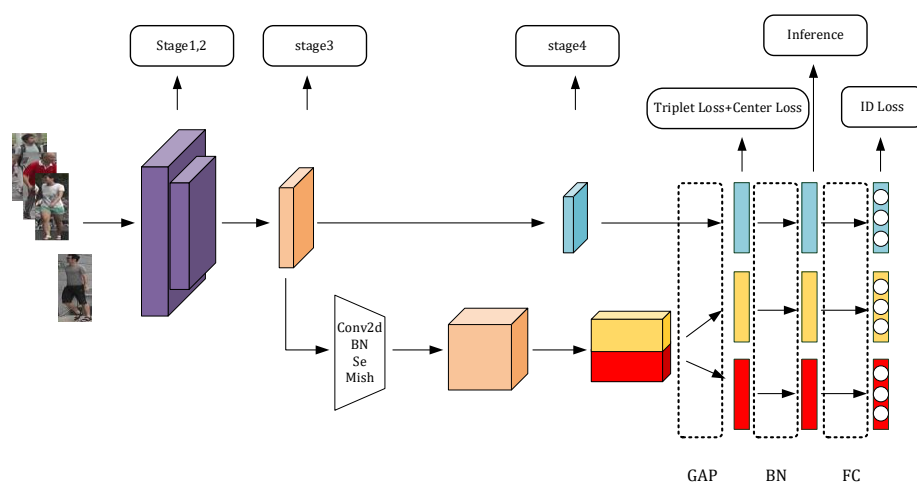 Inference
Stage1,2
stage3
stage4
Triplet Loss+Center Loss
ID Loss
Conv2d
BN
Se
Mish
GAP
BN
FC